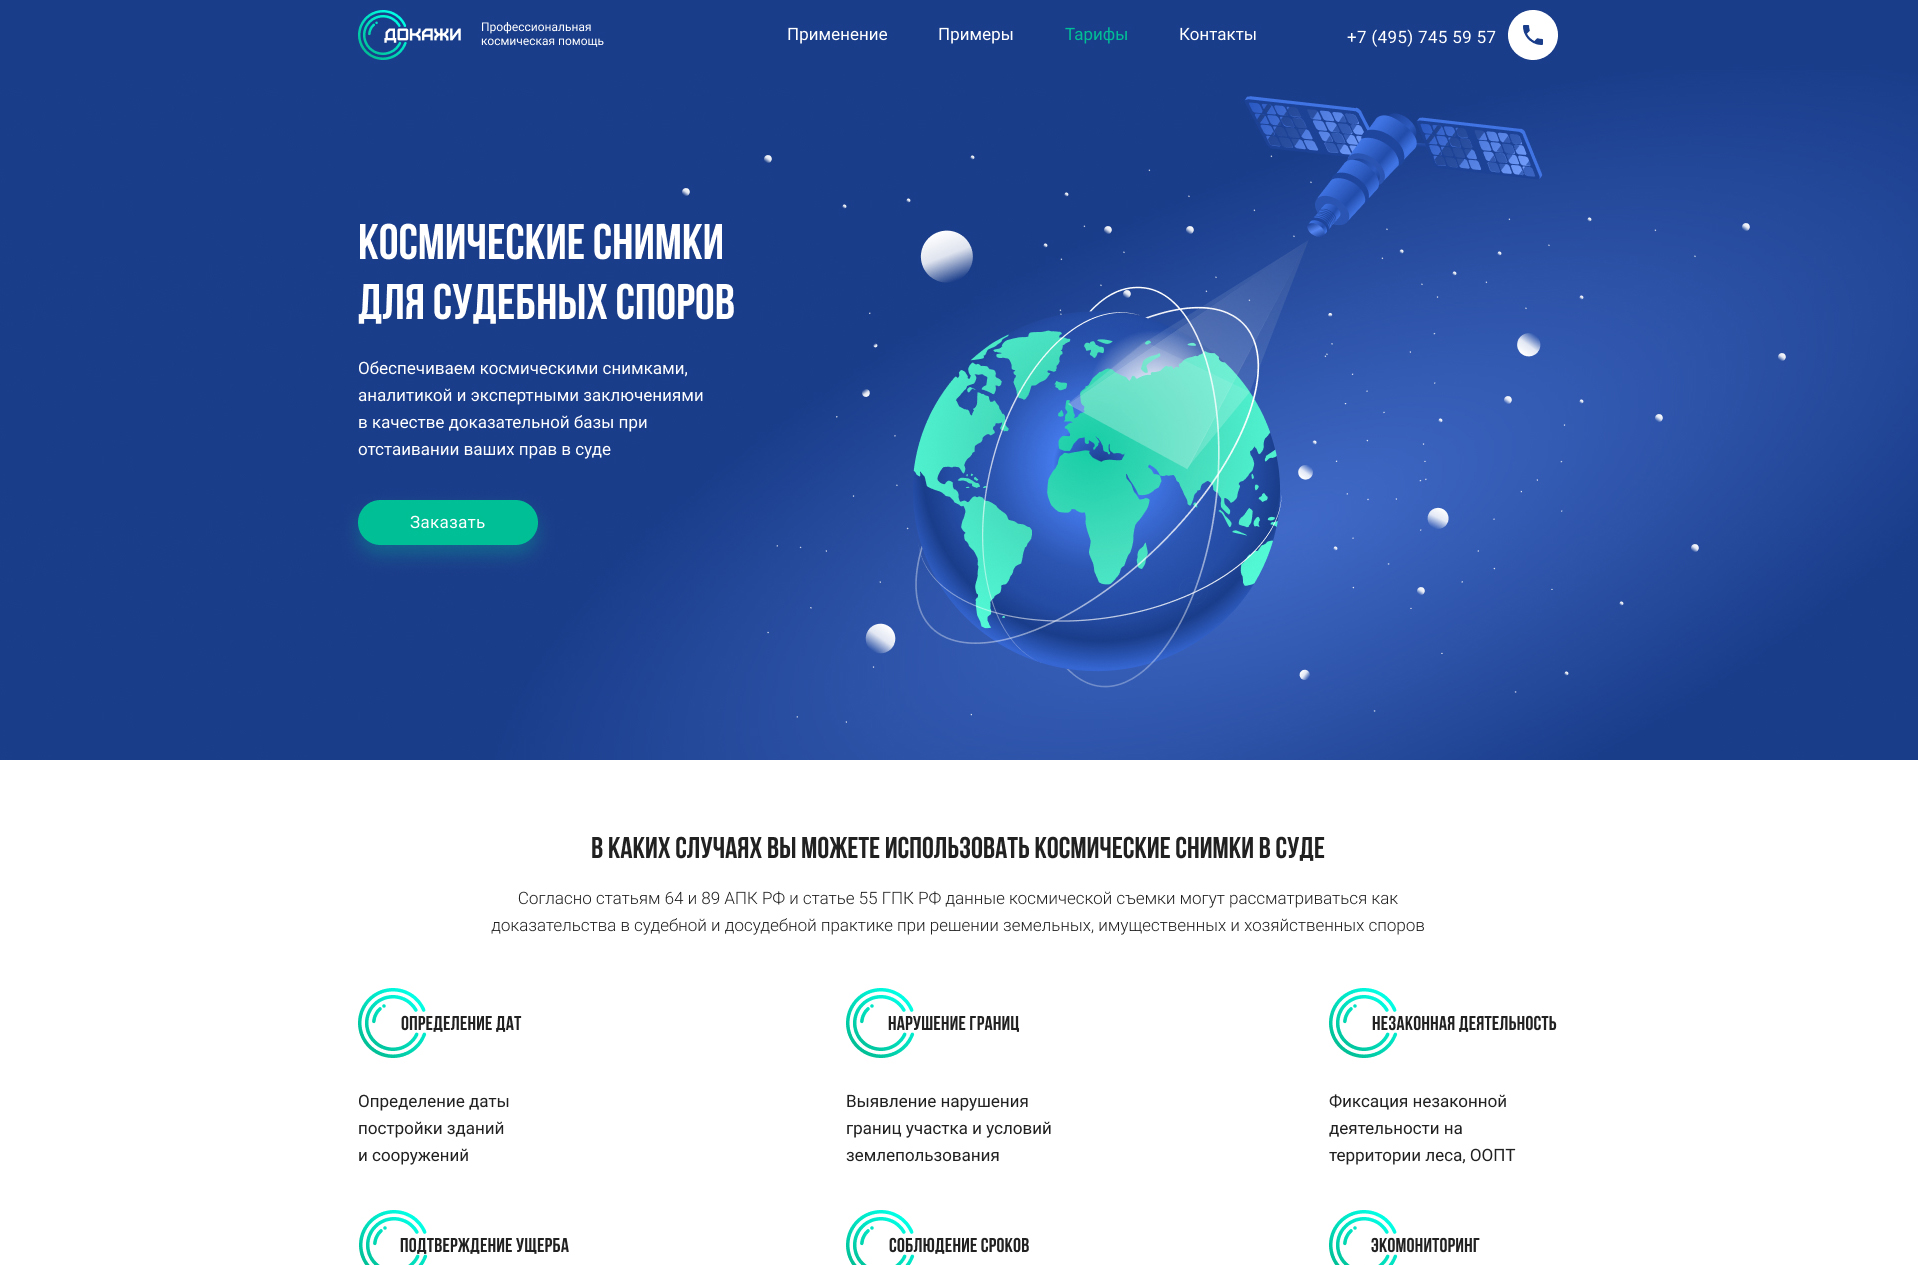 ДОКАЖИ
Профессиональная
космическая помощь
Применение
Примеры
Тарифы
Контакты
+7 (495) 745 59 57
КОСМИЧЕСКИЕ СНИМКИ
ДЛЯ СУДЕБНЫХ СПОРОВ
Обеспечиваем космическими снимками,
аналитикой и экспертными заключениями
в качестве доказательной базы при
отстаивании ваших прав в суде
Заказать
В КАКИХ СЛУЧАЯХ ВЫ МОЖЕТЕ ИСПОЛЬЗОВАТЬ КОСМИЧЕСКИЕ СНИМКИ В СУДЕ
Согласно статьям 64 и 89 АПК РФ и статье 55 ГПК РФ данные космической съемки могут рассматриваться как
доказательства в судебной и досудебной практике при решении земельных, имущественных и хозяйственных споров
ОПРЕДЕЛЕНИЕ ДАТ
Определение даты
постройки зданий
и сооружений
НАРУШЕНИЕ ГРАНИЦ
Выявление нарушения
границ участка и условий
землепользования
НЕЗАКОННАЯ ДЕЯТЕЛЬНОСТЬ
Фиксация незаконной
деятельности на
территории леса, ООПТ
ПОДТВЕРЖДЕНИЕ УЩЕРБА
СОБЛЮДЕНИЕ СРОКОВ
ЭКОМОНИТОРИНГ